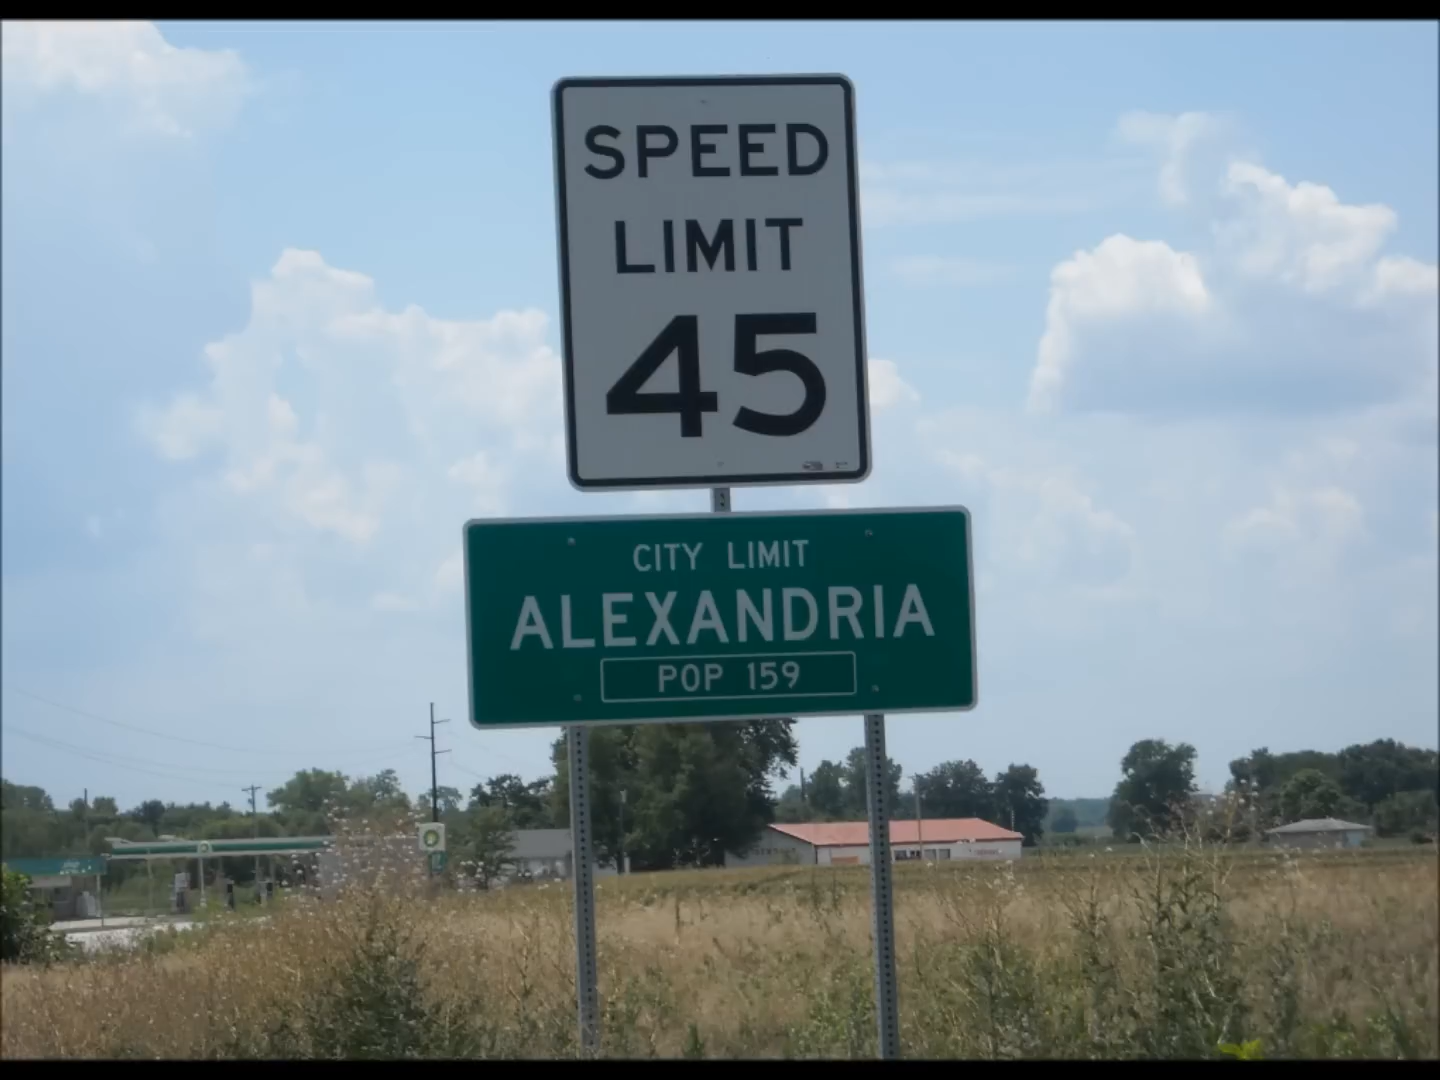 SPEED
LIMIT
45
CITY LIMIT
ALEXANDRIA
POP 159